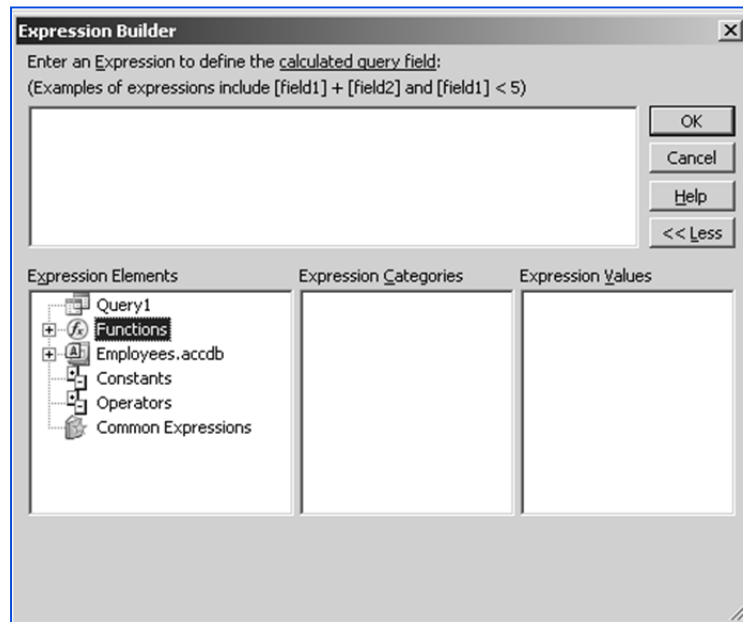 Expression Builder
Enter an Expression to define the calculated query field:
(Examples of expressions include [field1] + [field2] and [field1] < 5)
OK
Cancel
Help
<< Less
Expression Elements
Expression Categories
Expression Values
Query1
Functions
Employees.accdb
Constants
Operators
Common Expressions